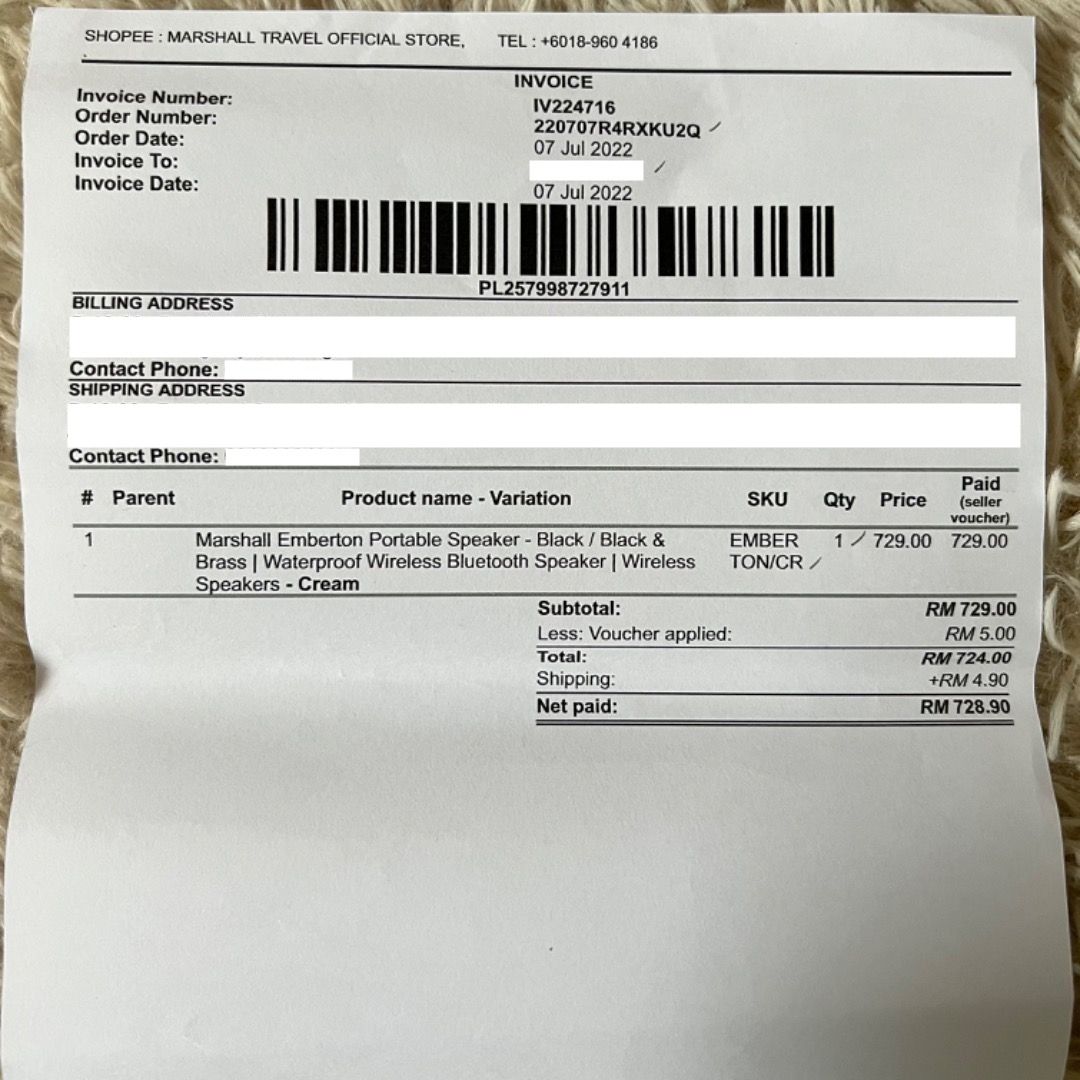 SHOPEE : MARSHALL TRAVEL OFFICIAL STORE, TEL : +6018-960 4186
INVOICE
Invoice Number: IV224716
Order Number: 220707R4RXKU2Q
Order Date: 07 Jul 2022
Invoice To:
Invoice Date: 07 Jul 2022
PL257998727911
BILLING ADDRESS
Contact Phone:
SHIPPING ADDRESS
Contact Phone:
# Parent Product name - Variation SKU Qty Price Paid (seller voucher)
1 Marshall Emberton Portable Speaker - Black / Black & EMBER 1 729.00 729.00
Brass | Waterproof Wireless Bluetooth Speaker | Wireless TON/CR
Speakers - Cream
Subtotal: RM 729.00
Less: Voucher applied: RM 5.00
Total: RM 724.00
Shipping: +RM 4.90
Net paid: RM 728.90